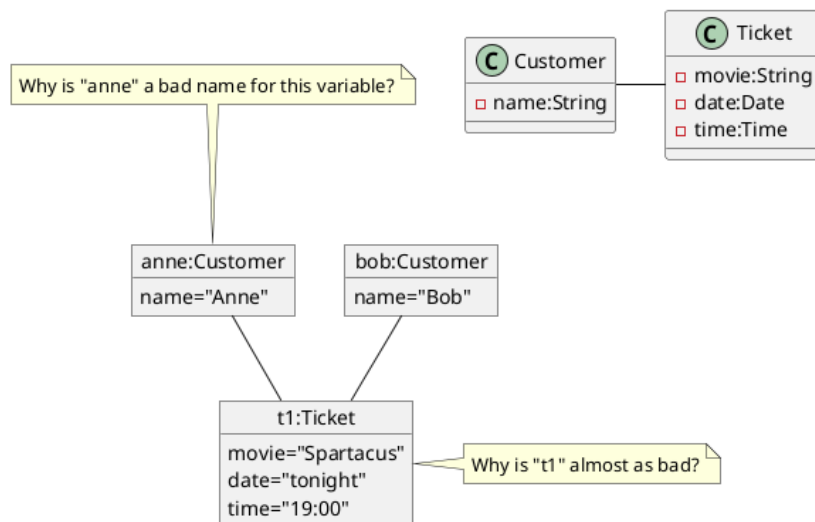 C Customer
name:String
C Ticket
movie:String
date:Date
time:Time
Why is "anne" a bad name for this variable?
anne:Customer
name="Anne"
bob:Customer
name="Bob"
t1:Ticket
movie="Spartacus"
date="tonight"
time="19:00"
Why is "t1" almost as bad?